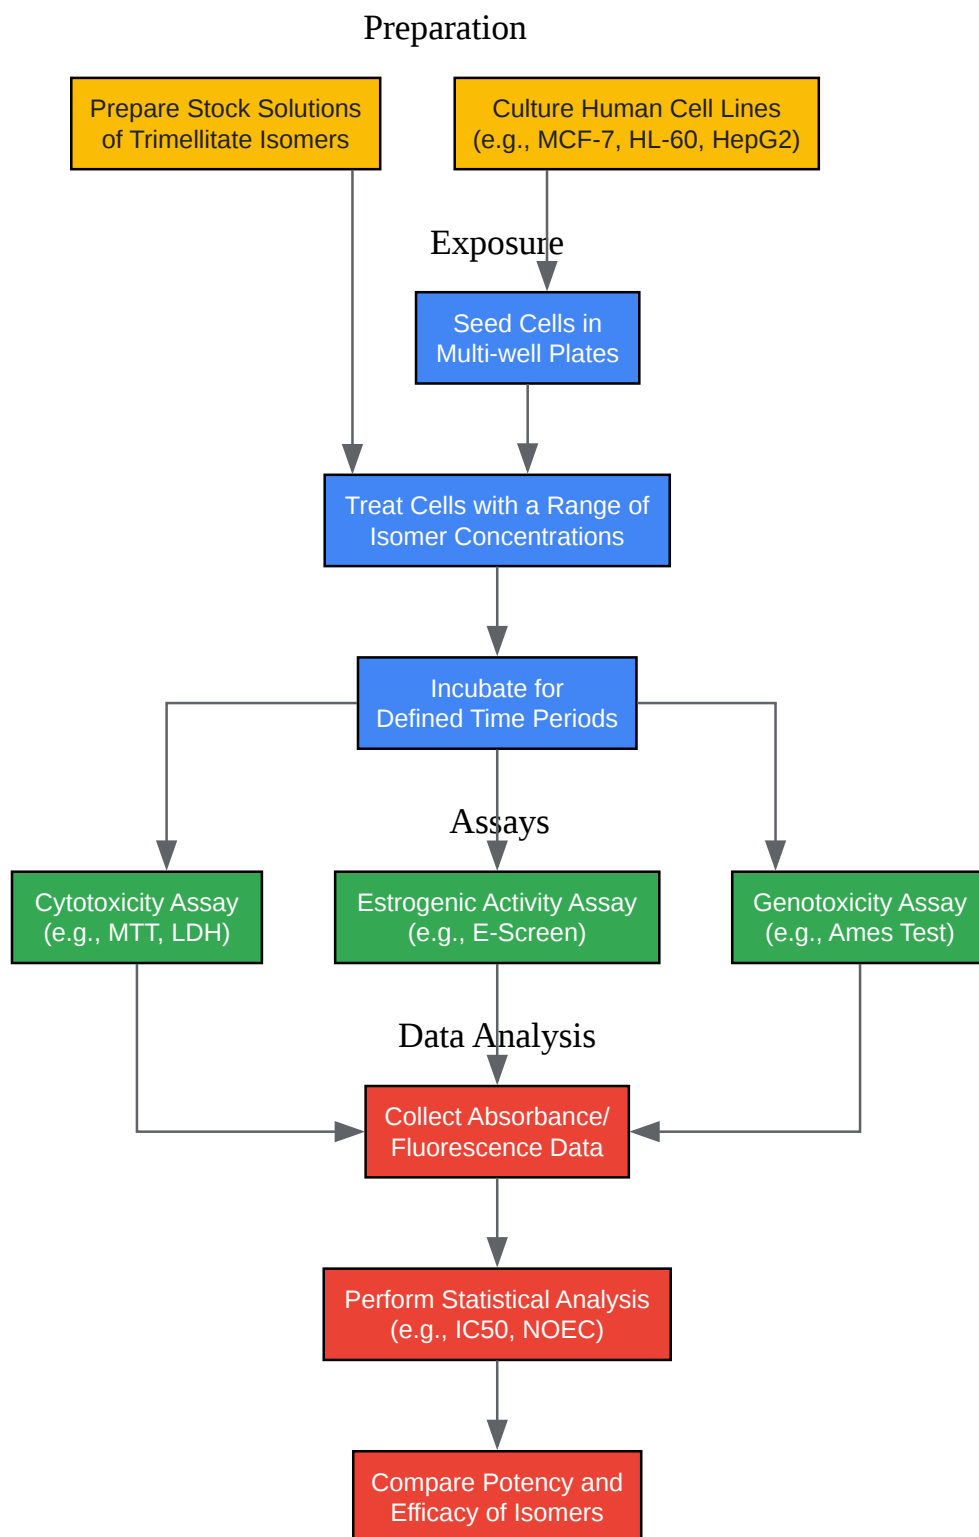 Preparation
Prepare Stock Solutions
of Trimellitate Isomers
Culture Human Cell Lines
(e.g., MCF-7, HL-60, HepG2)
Exposure
Seed Cells in
Multi-well Plates
Treat Cells with a Range of
Isomer Concentrations
Incubate for
Defined Time Periods
Assays
Cytotoxicity Assay
(e.g., MTT, LDH)
Estrogenic Activity Assay
(e.g., E-Screen)
Genotoxicity Assay
(e.g., Ames Test)
Data Analysis
Collect Absorbance/
Fluorescence Data
Perform Statistical Analysis
(e.g., IC50, NOEC)
Compare Potency and
Efficacy of Isomers